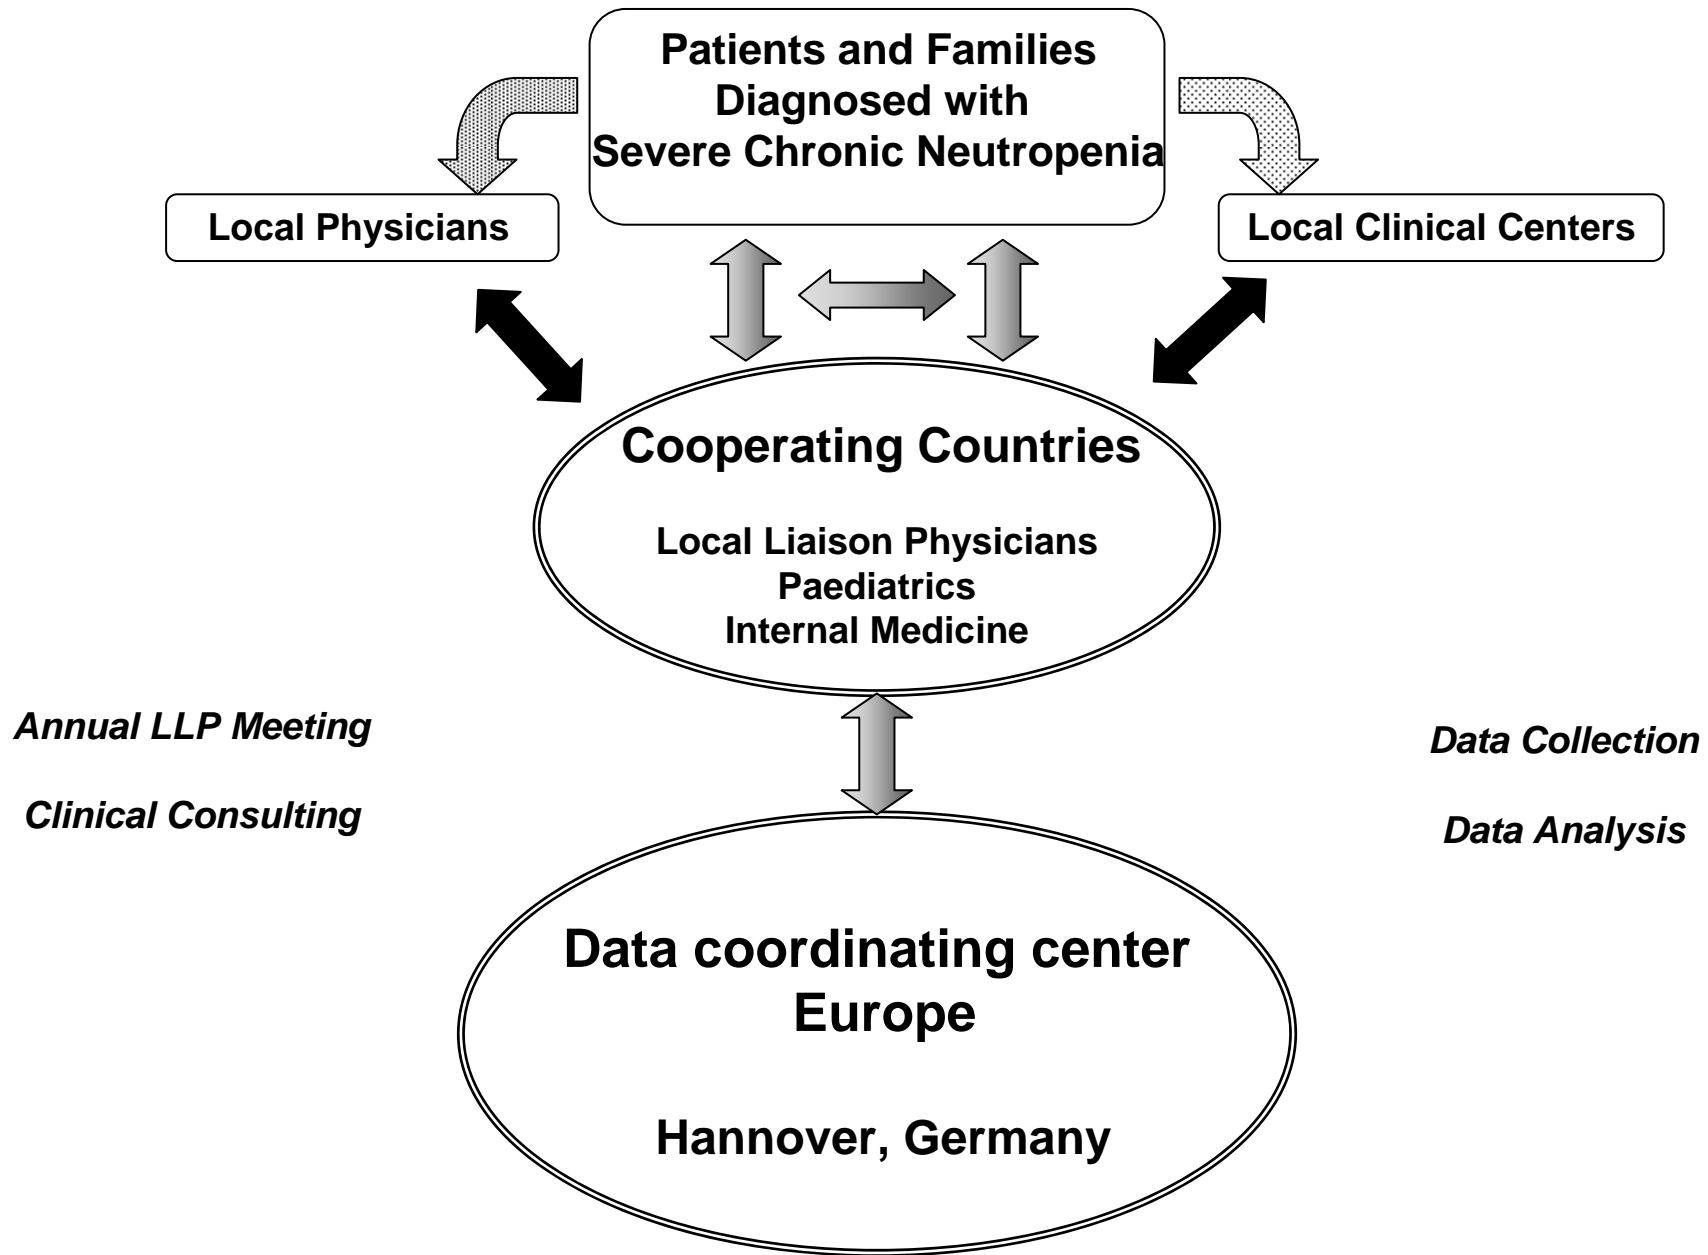 Patients and Families
Diagnosed with
Severe Chronic Neutropenia
Local Physicians
Local Clinical Centers
Cooperating Countries
Local Liaison Physicians
Paediatrics
Internal Medicine
Annual LLP Meeting
Clinical Consulting
Data Collection
Data Analysis
Data coordinating center
Europe
Hannover, Germany